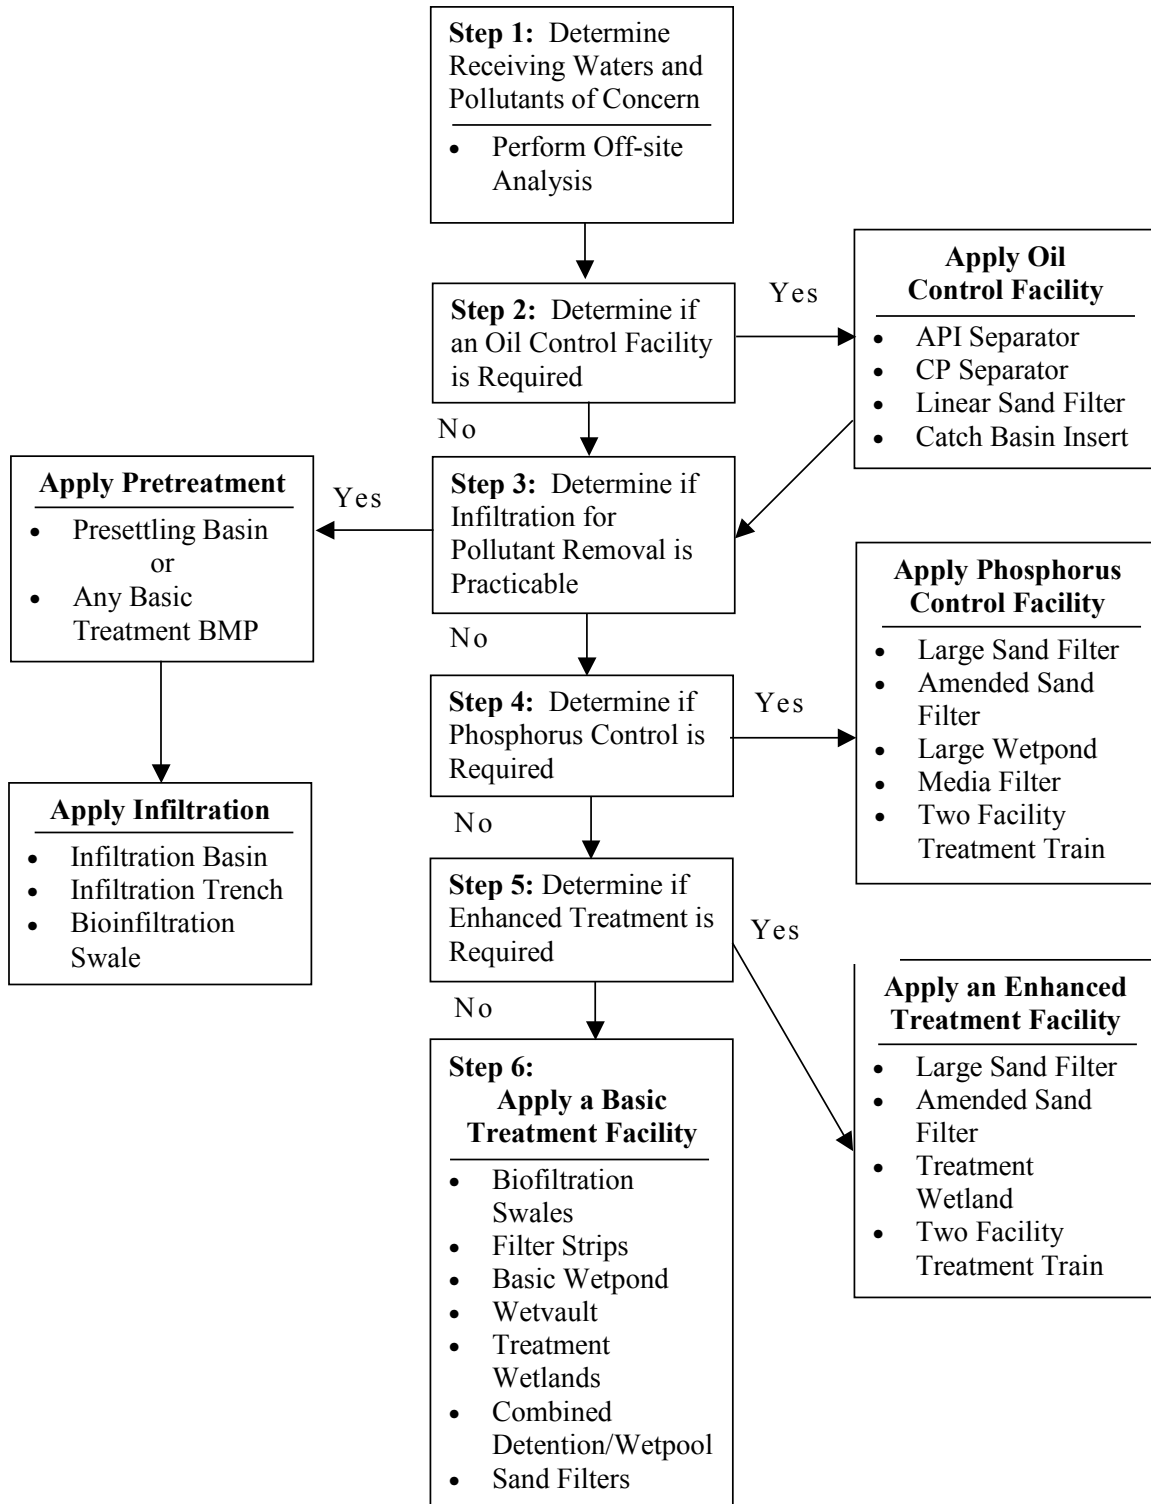 Step 1: Determine
Receiving Waters and
Pollutants of Concern
• Perform Off-site
Analysis
Step 2: Determine if
an Oil Control Facility
is Required
Yes
Apply Oil
Control Facility
• API Separator
• CP Separator
• Linear Sand Filter
• Catch Basin Insert
No
Step 3: Determine if
Infiltration for
Pollutant Removal is
Practicable
Yes
Apply Pretreatment
• Presettling Basin
or
• Any Basic
Treatment BMP
Apply Infiltration
• Infiltration Basin
• Infiltration Trench
• Bioinfiltration
Swale
No
Step 4: Determine if
Phosphorus Control is
Required
Yes
Apply Phosphorus
Control Facility
• Large Sand Filter
• Amended Sand
Filter
• Large Wetpond
• Media Filter
• Two Facility
Treatment Train
No
Step 5: Determine if
Enhanced Treatment is
Required
Yes
Apply an Enhanced
Treatment Facility
• Large Sand Filter
• Amended Sand
Filter
• Treatment
Wetland
• Two Facility
Treatment Train
No
Step 6:
Apply a Basic
Treatment Facility
• Biofiltration
Swales
• Filter Strips
• Basic Wetpond
• Wetvault
• Treatment
Wetlands
• Combined
Detention/Wetpool
• Sand Filters